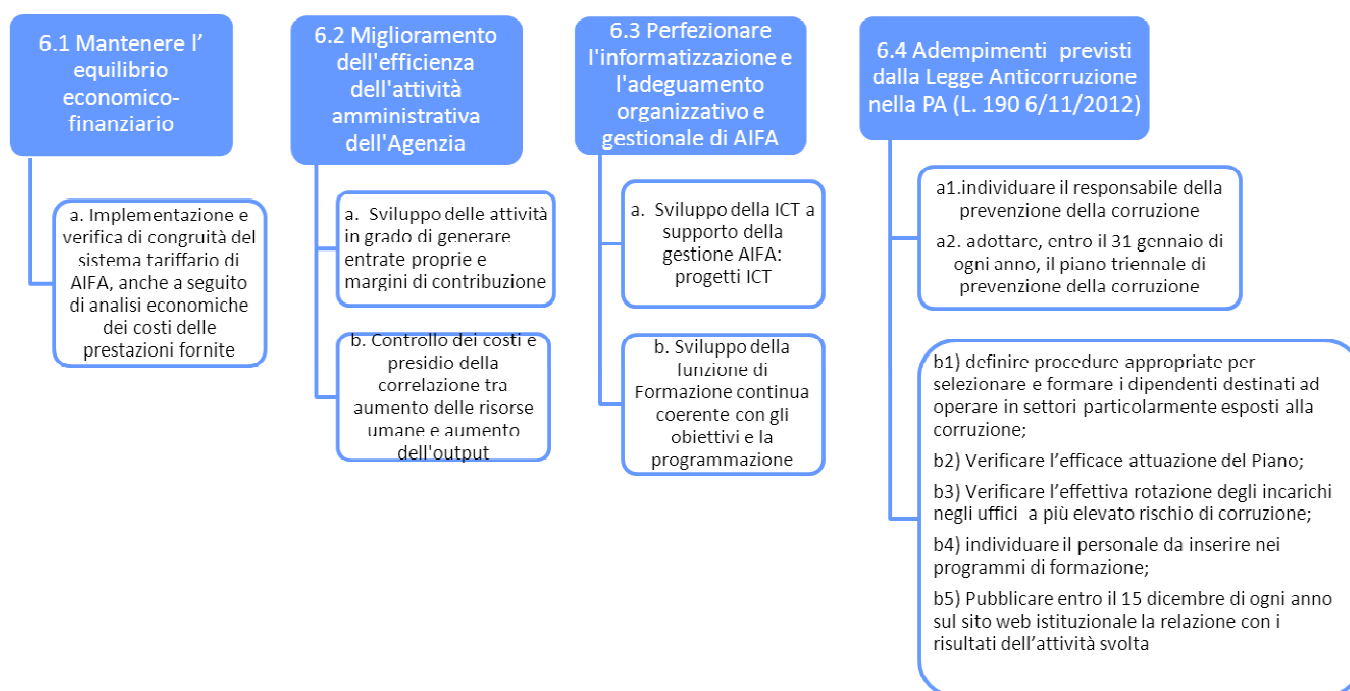 6.1 Mantenere l’
equilibrio
economico-
finanziario
a. Implementazione e
verifica di congruità del
sistema tariffario di
AIFA, anche a seguito
di analisi economiche
dei costi delle
prestazioni fornite
6.2 Miglioramento
dell'efficienza
dell'attività
amministrativa
dell'Agenzia
a. Sviluppo delle attività
in grado di generare
entrate proprie e
margini di contribuzione
b. Controllo dei costi e
presidio della
correlazione tra
aumento delle risorse
umane e aumento
dell'output
6.3 Perfezionare
l'informatizzazione e
l'adeguamento
organizzativo e
gestionale di AIFA
a. Sviluppo della ICT a
supporto della
gestione AIFA:
progetti ICT
b. Sviluppo della
funzione di
Formazione continua
coerente con gli
obiettivi e la
programmazione
6.4 Adempimenti previsti
dalla Legge Anticorruzione
nella PA (L. 190 6/11/2012)
a1.individuare il responsabile della
prevenzione della corruzione
a2. adottare, entro il 31 gennaio di
ogni anno, il piano triennale di
prevenzione della corruzione
b1) definire procedure appropriate per
selezionare e formare i dipendenti destinati ad
operare in settori particolarmente esposti alla
corruzione;
b2) Verificare l’efficace attuazione del Piano;
b3) Verificare l’effettiva rotazione degli incarichi
negli uffici a più elevato rischio di corruzione;
b4) individuare il personale da inserire nei
programmi di formazione;
b5) Pubblicare entro il 15 dicembre di ogni anno
sul sito web istituzionale la relazione con i
risultati dell’attività svolta